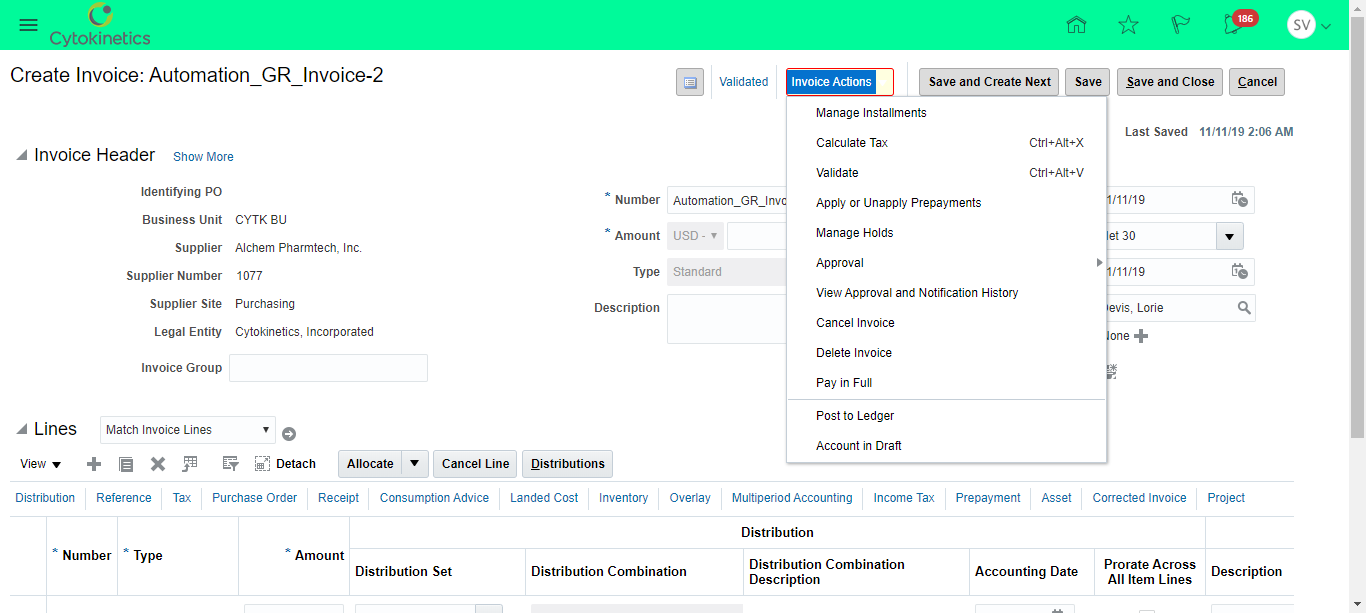 Cytokinetics
186
SV
Create Invoice: Automation_GR_Invoice-2
Validated
Invoice Actions
Save and Create Next
Save
Save and Close
Cancel
Manage Installments
Calculate Tax Ctrl+Alt+X
Validate Ctrl+Alt+V
Apply or Unapply Prepayments
Manage Holds
Approval
View Approval and Notification History
Cancel Invoice
Delete Invoice
Pay in Full
Post to Ledger
Account in Draft
Last Saved 11/11/19 2:06 AM
Invoice Header Show More
Identifying PO
Business Unit CYTK BU
Supplier Alchem Pharmtech, Inc.
Supplier Number 1077
Supplier Site Purchasing
Legal Entity Cytokinetics, Incorporated
Invoice Group
* Number Automation_GR_Invo
* Amount USD -
Type Standard
Description
1/11/19
let 30
1/11/19
Devis, Lorie
None
Lines Match Invoice Lines
View Detach Allocate Cancel Line Distributions
Distribution Reference Tax Purchase Order Receipt Consumption Advice Landed Cost Inventory Overlay Multiperiod Accounting Income Tax Prepayment Asset Corrected Invoice Project
Distribution
* Number * Type * Amount
Distribution Set
Distribution Combination
Distribution Combination
Description
Accounting Date
Prorate Across
All Item Lines
Description